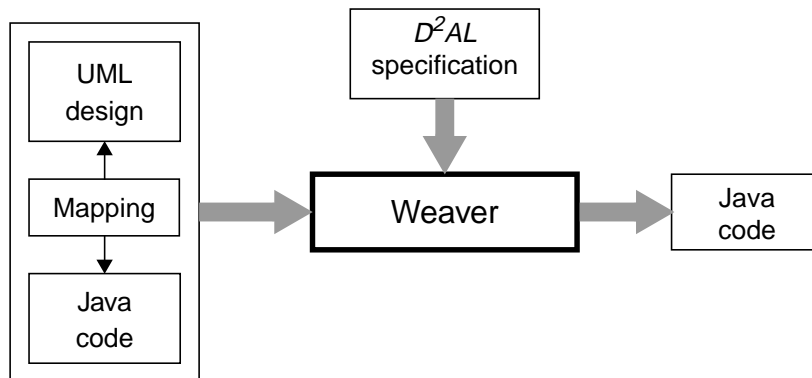 UML
design
Mapping
Java
code
D²AL
specification
Weaver
Java
code